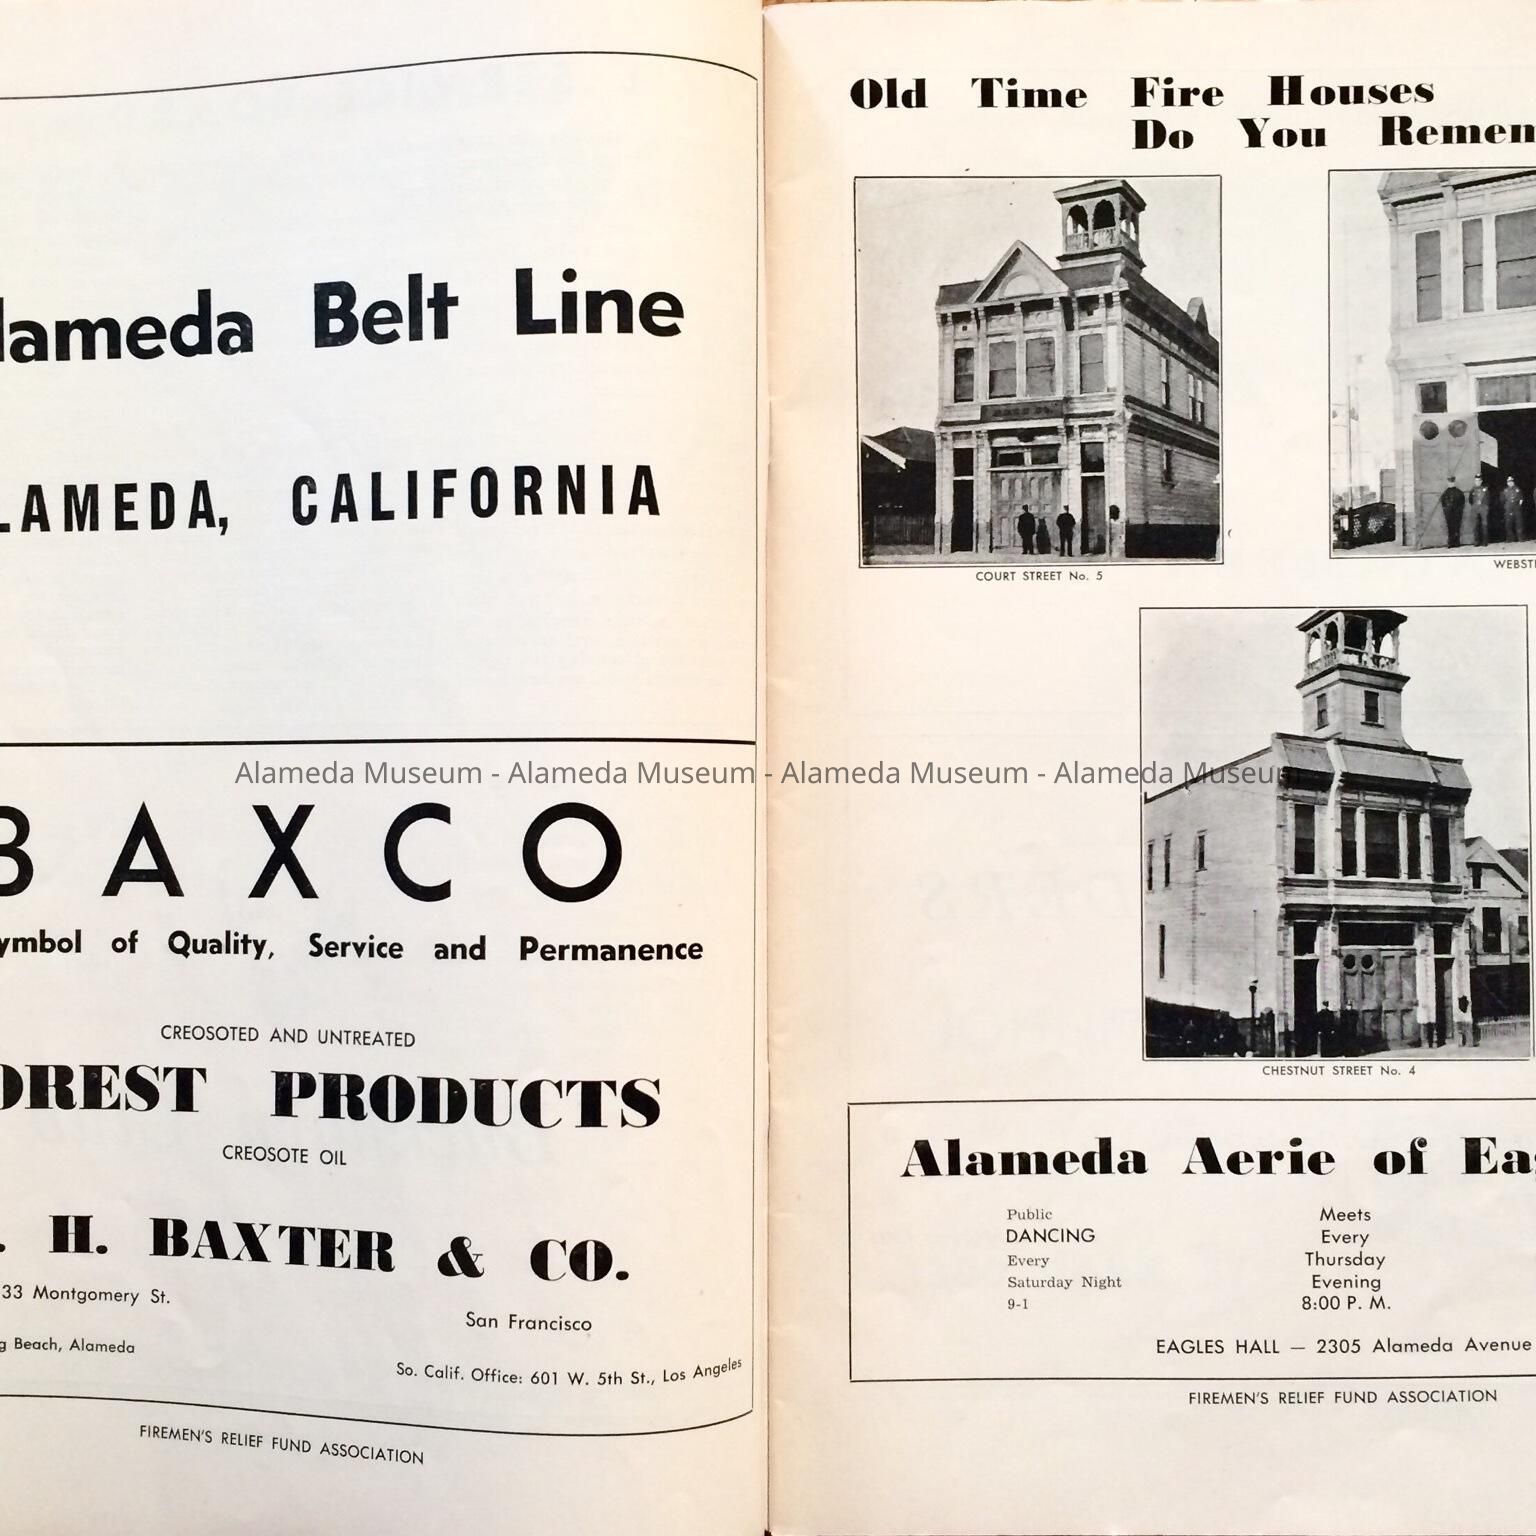 lameda Belt Line
LAMEDA, CALIFORNIA
BAXCO
ymbol of Quality, Service and Permanence
CREOSOTED AND UNTREATED
OREST PRODUCTS
CREOSOTE OIL
. H. BAXTER & CO.
33 Montgomery St.
San Francisco
g Beach, Alameda
So. Calif. Office: 601 W. 5th St., Los Angeles
FIREMEN'S RELIEF FUND ASSOCIATION
Old Time Fire Houses
Do You Remem
COURT STREET No. 5
WEBST
CHESTNUT STREET No. 4
Alameda Museum - Alameda Museum - Alameda Museum - Alameda Museum
Alameda Aerie of Eag
Public
DANCING
Every
Saturday Night
9-1
Meets
Every
Thursday
Evening
8:00 P. M.
EAGLES HALL — 2305 Alameda Avenue
FIREMEN'S RELIEF FUND ASSOCIATION